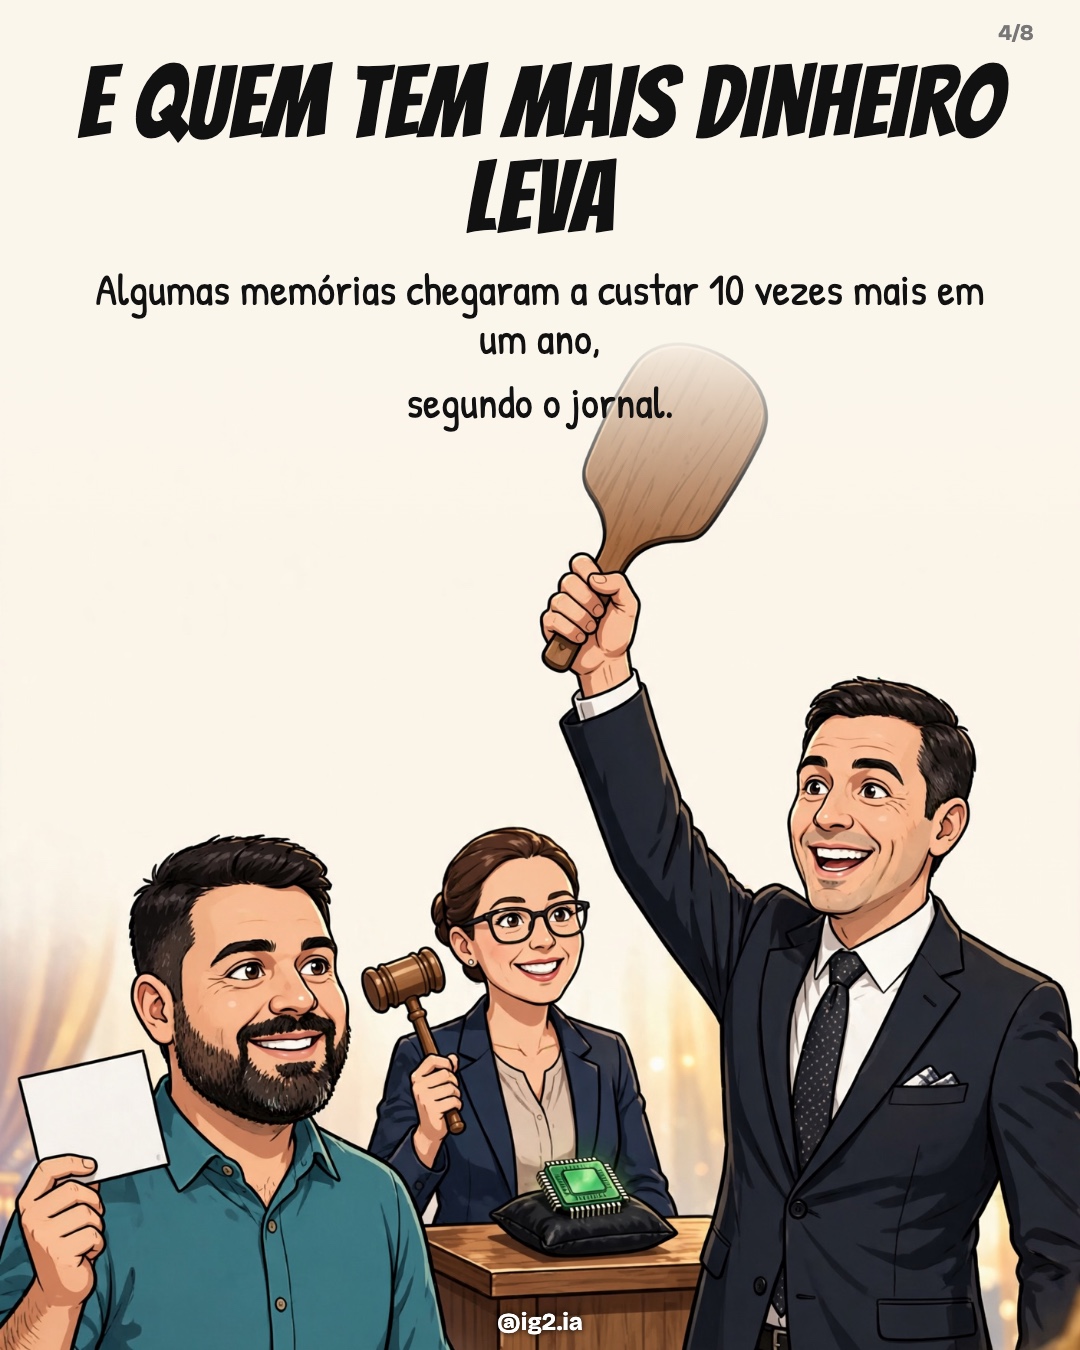 4/8
E QUEM TEM MAIS DINHEIRO
LEVA
Algumas memórias chegaram a custar 10 vezes mais em
um ano,
segundo o jornal.
@ig2.ia